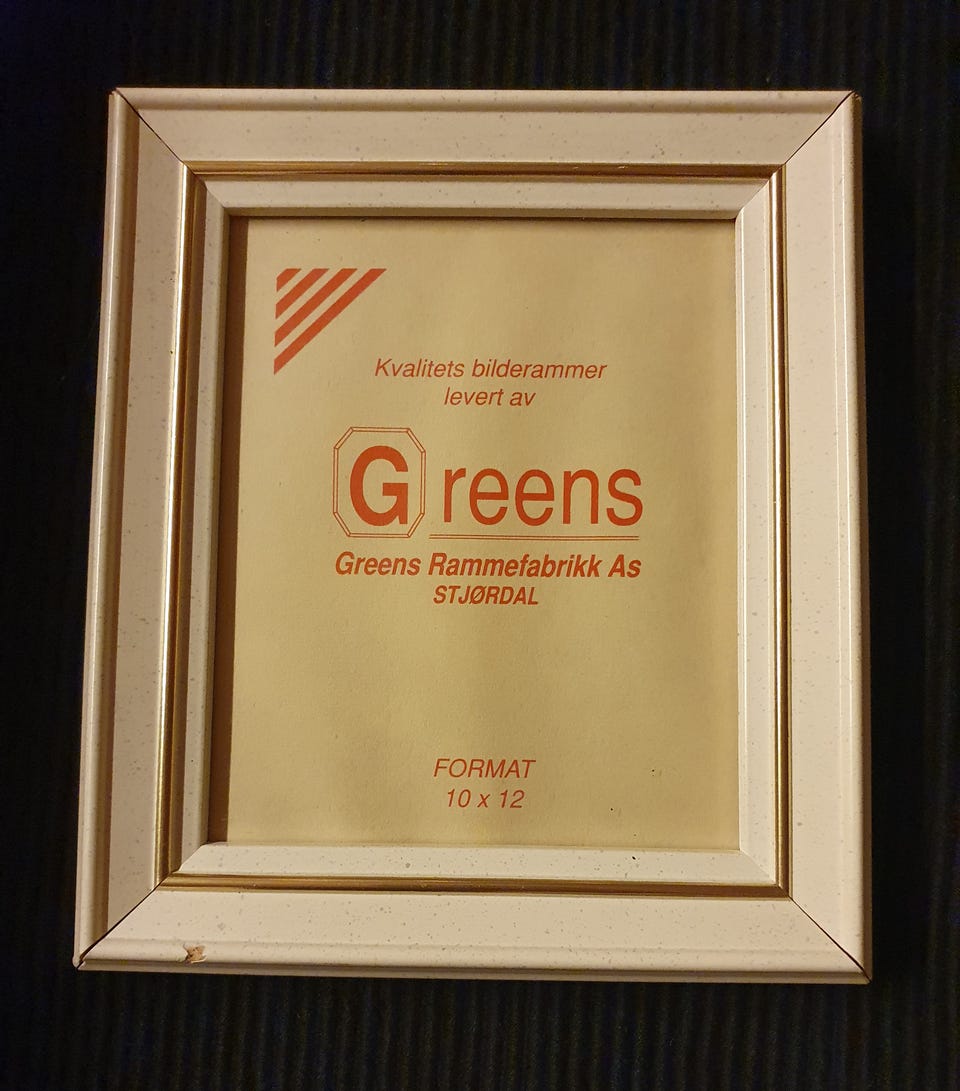 Kvalitets bilderammer
levert av
Greens
Greens Rammefabrikk As
STJØRDAL
FORMAT
10 x 12